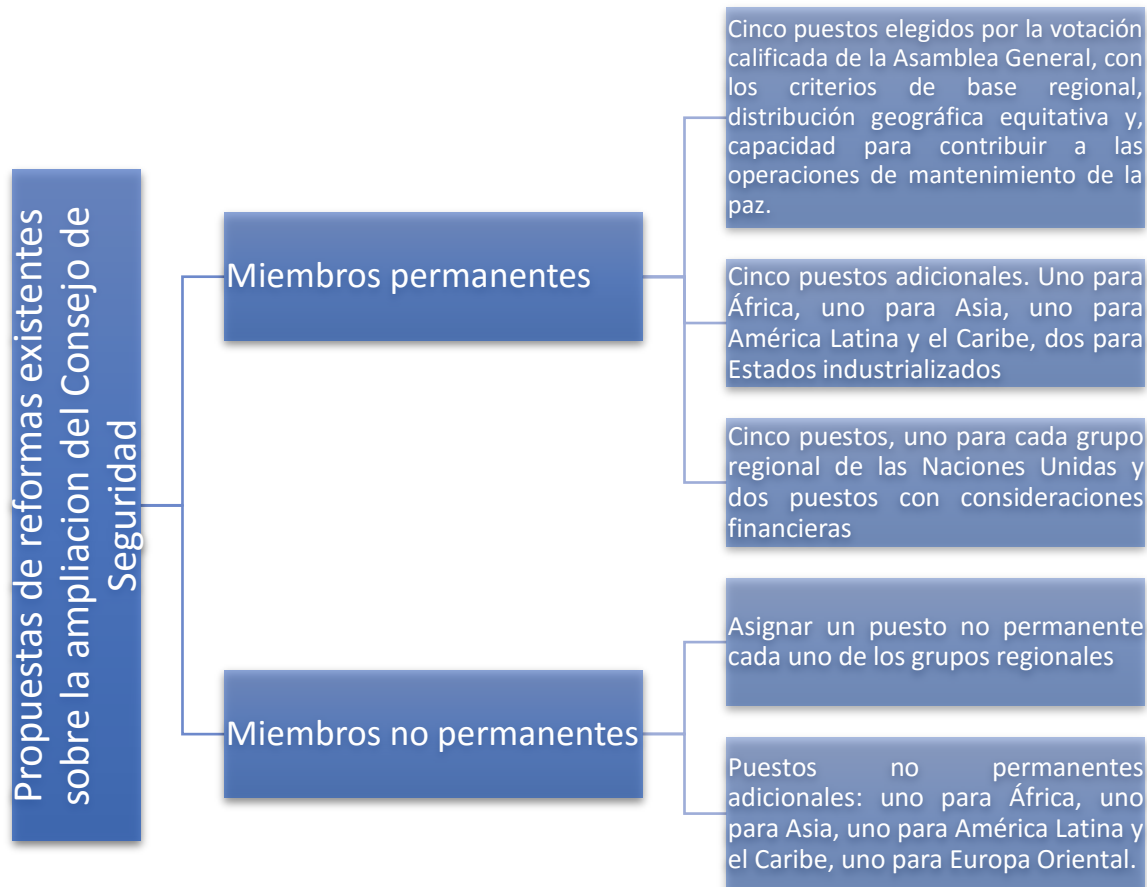 Propuestas de reformas existentes
sobre la ampliacion del Consejo de
Seguridad
Miembros permanentes
Cinco puestos elegidos por la votación
calificada de la Asamblea General, con
los criterios de base regional,
distribución geográfica equitativa y,
capacidad para contribuir a las
operaciones de mantenimiento de la
paz.
Cinco puestos adicionales. Uno para
África, uno para Asia, uno para
América Latina y el Caribe, dos para
Estados industrializados
Cinco puestos, uno para cada grupo
regional de las Naciones Unidas y
dos puestos con consideraciones
financieras
Miembros no permanentes
Asignar un puesto no permanente
cada uno de los grupos regionales
Puestos no permanentes
adicionales: uno para África, uno
para Asia, uno para América Latina y
el Caribe, uno para Europa Oriental.